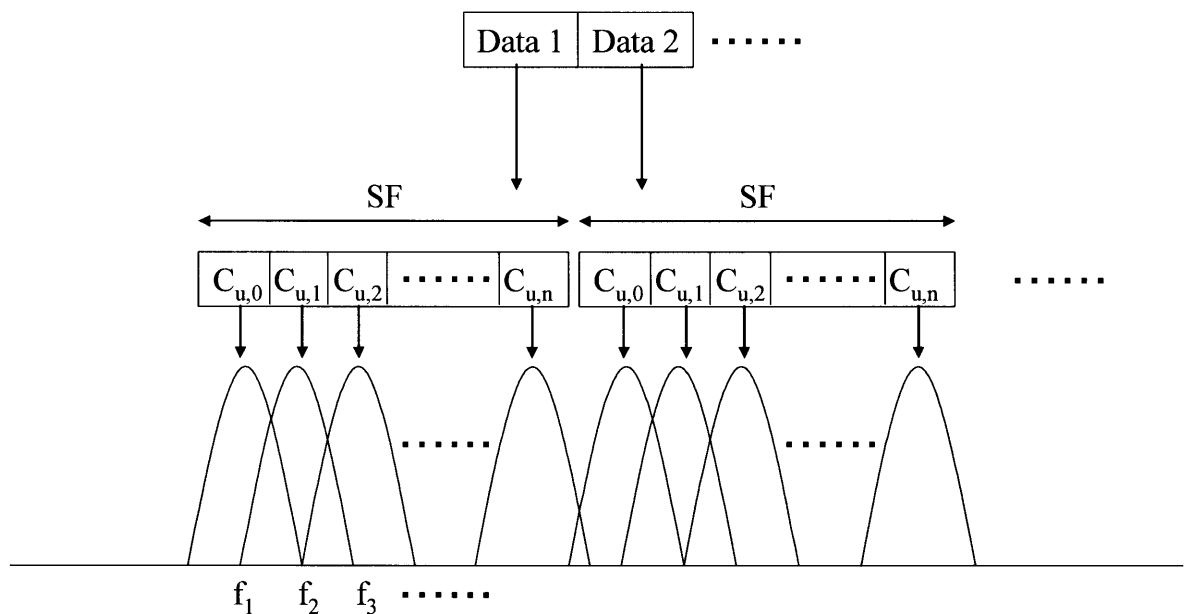 Data 1 Data 2 ......
SF SF
C_{u,0} C_{u,1} C_{u,2} ...... C_{u,n} C_{u,0} C_{u,1} C_{u,2} ...... C_{u,n} ......
...... ......
f_1 f_2 f_3 ......